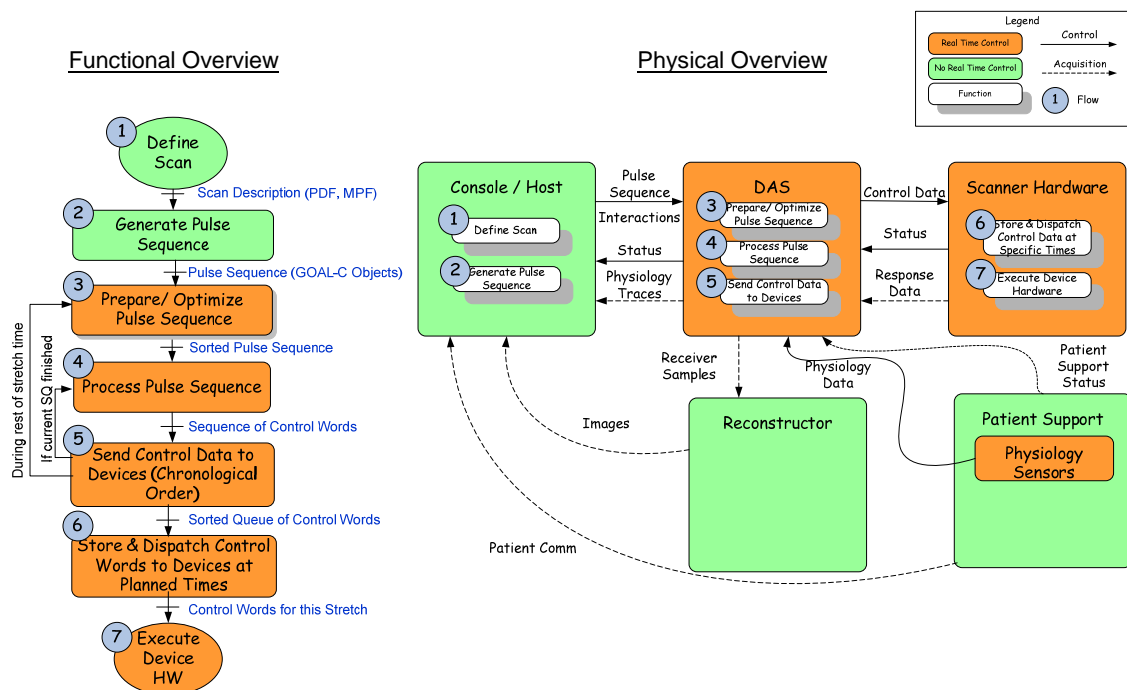 Functional Overview
1
Define
Scan
Scan Description (PDF, MPF)
2
Generate Pulse
Sequence
Pulse Sequence (GOAL-C Objects)
3
Prepare/ Optimize
Pulse Sequence
Sorted Pulse Sequence
4
Process Pulse Sequence
Sequence of Control Words
5
Send Control Data to
Devices (Chronological
Order)
Sorted Queue of Control Words
6
Store & Dispatch Control
Words to Devices at
Planned Times
Control Words for this Stretch
7
Execute
Device
HW
During rest of stretch time
If current SQ finished
Physical Overview
Legend
Real Time Control
Control
No Real Time Control
Acquisition
Function
1
Flow
Console / Host
1
Define Scan
2
Generate Pulse
Sequence
Pulse
Sequence
Interactions
Status
Physiology
Traces
DAS
3
Prepare/ Optimize
Pulse Sequence
4
Process Pulse
Sequence
5
Send Control Data
to Devices
Control Data
Status
Response
Data
Scanner Hardware
6
Store & Dispatch
Control Data at
Specific Times
7
Execute Device
Hardware
Receiver
Samples
Physiology
Data
Patient
Support
Status
Images
Reconstructor
Patient Support
Physiology
Sensors
Patient Comm